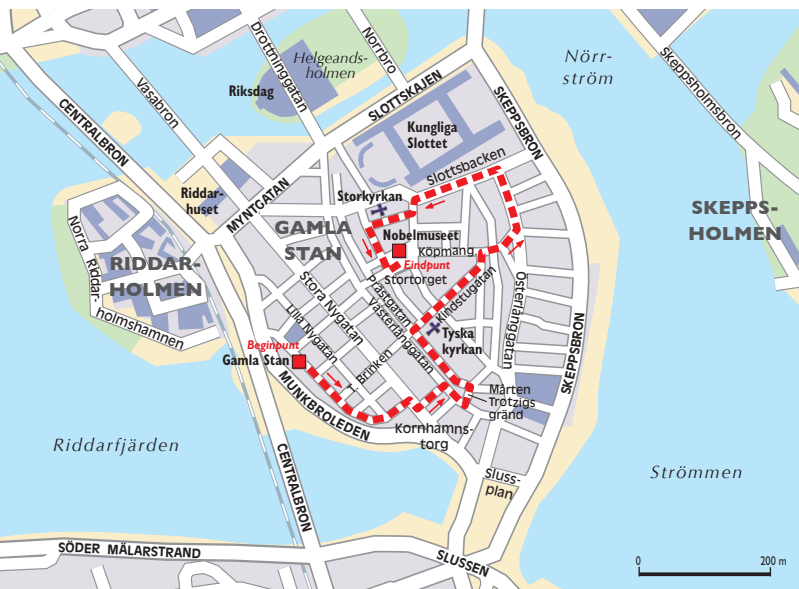 Nörr-
ström
Helgeands-
holmen
Norrbro
Drottninggatan
Vasabron
Riksdag
CENTRALBRON
SLOTTSKAJEN
SKEPPSBRON
Skeppsholmsbron
Kungliga
Slottet
Slottsbacken
Riddar-
huset
MYNTGATAN
Storkyrkan
GAMLA
STAN
Nobelmuseet
Köpmang.
Eindpunt
Stortorget
SKEPPS-
HOLMEN
Norra Riddar-
holmshamnen
RIDDAR-
HOLMEN
Stora Nygatan
Lilla Nygatan
Prästgatan
Västerlånggatan
Kindstugatan
Österlånggatan
Tyska
kyrkan
Beginpunt
Gamla Stan
T. Brinken
MUNKBROLEDEN
Mårten
Trotzigs
gränd
SKEPPSBRON
Kornhamns-
torg
Riddarfjärden
CENTRALBRON
Sluss-
plan
Strömmen
SÖDER MÄLARSTRAND
SLUSSEN
0
200 m